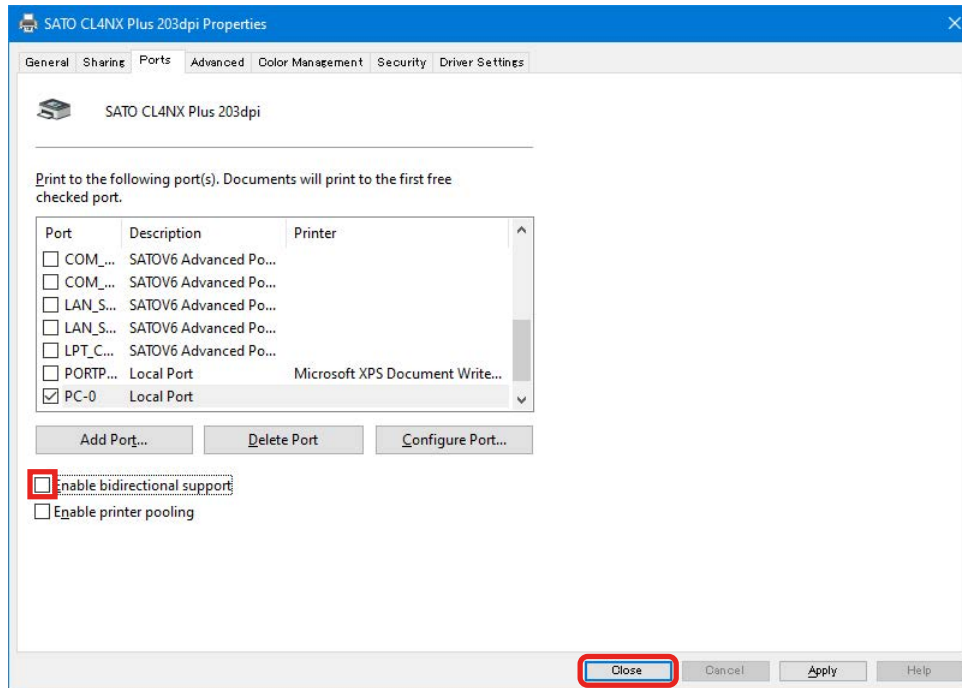 SATO CL4NX Plus 203dpi Properties
General Sharing Ports Advanced Color Management Security Driver Settings
SATO CL4NX Plus 203dpi
Print to the following port(s). Documents will print to the first free
checked port.
Port Description Printer
COM_... SATOV6 Advanced Po...
COM_... SATOV6 Advanced Po...
LAN_S... SATOV6 Advanced Po...
LAN_S... SATOV6 Advanced Po...
LPT_C... SATOV6 Advanced Po...
PORTP... Local Port Microsoft XPS Document Write...
PC-0 Local Port
Add Port... Delete Port Configure Port...
Enable bidirectional support
Enable printer pooling
Close Cancel Apply Help